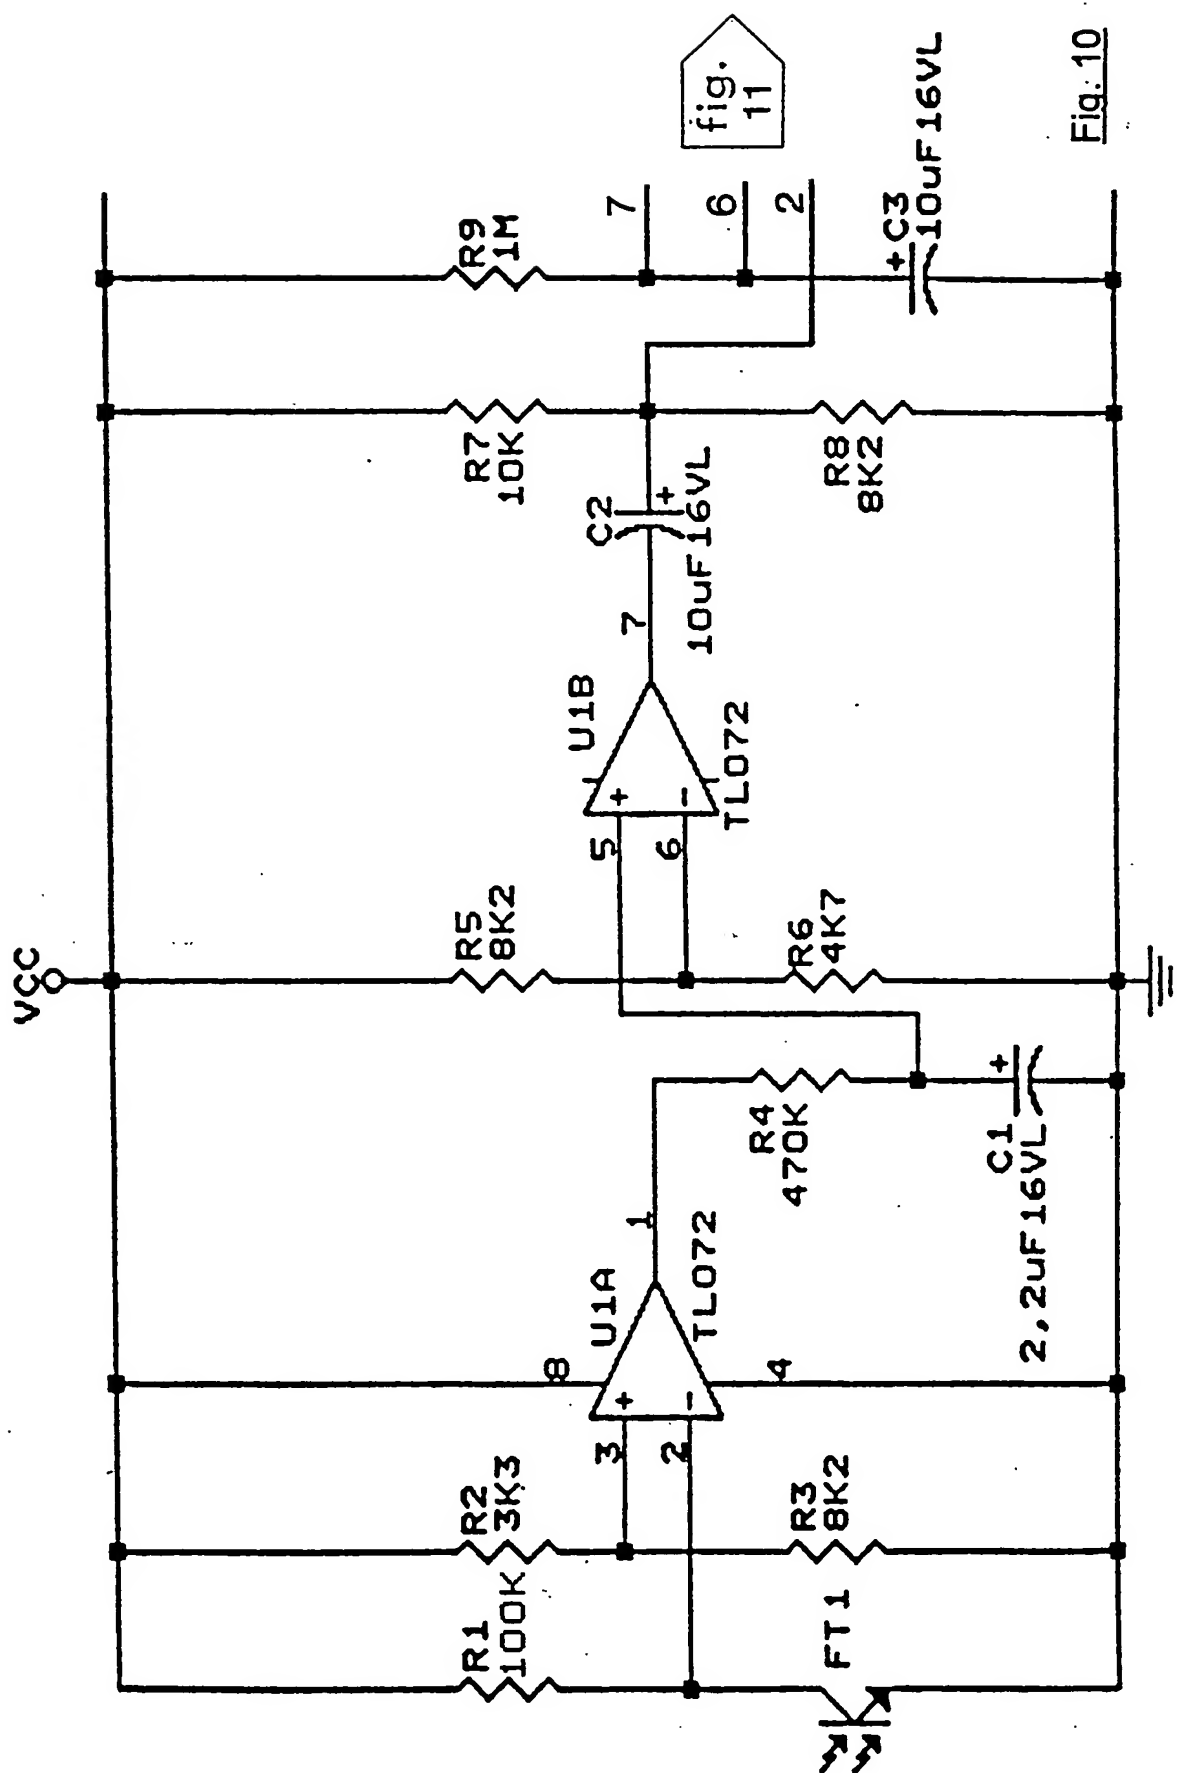 VCC
R1
100K
R2
3K3
R3
8K2
FT1
3
2
8
4
+
-
U1A
TL072
1
R4
470K
+
C1
2,2uF16VL
R5
8K2
R6
4K7
5
6
+
-
U1B
TL072
7
C2
+
10uF16VL
R7
10K
R8
8K2
R9
1M
7
6
2
+
C3
10uF16VL
fig.
11
Fig. 10